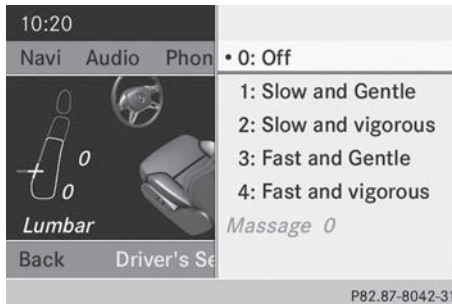 10:20
Navi Audio Phon
• 0: Off
1: Slow and Gentle
2: Slow and vigorous
3: Fast and Gentle
4: Fast and vigorous
Massage 0
0
0
Lumbar
Back Driver's Se
P82.87-8042-31